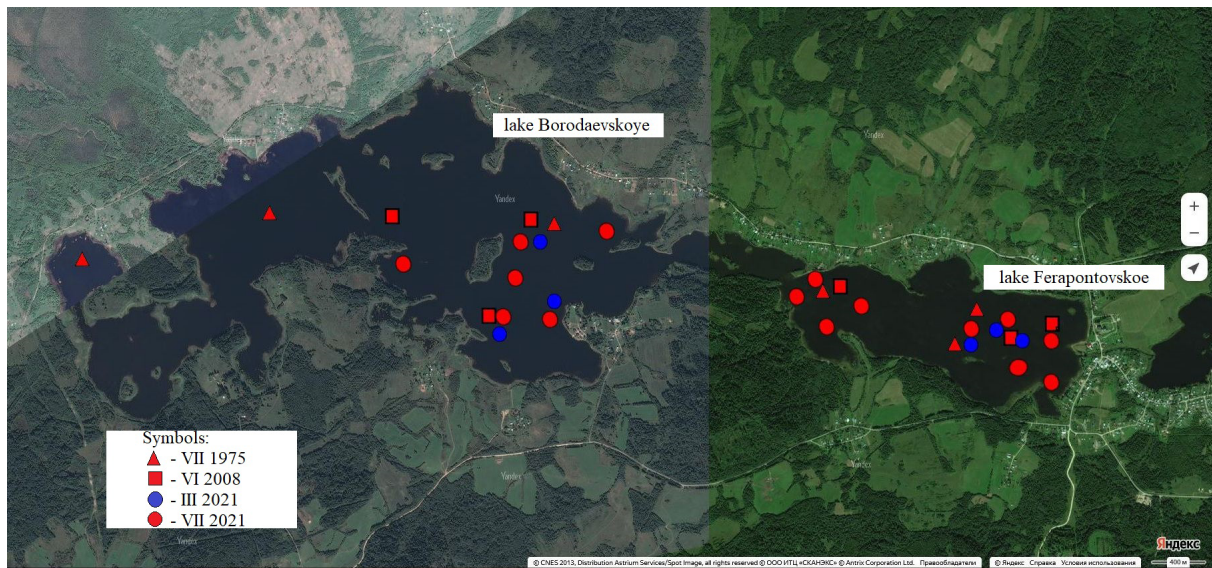 lake Borodaevskoye
Yandex
Yandex
lake Ferapontovskoe
+
−
Symbols:
- VII 1975
- VI 2008
- III 2021
- VII 2021
Yandex
Yandex
Yandex
Яндекс
© CNES 2013, Distribution Astrium Services/Spot Image, all rights reserved © ООО ИТЦ «СКАНЭКС» © Antrix Corporation Ltd. Правообладатели
© Яндекс Справка Условия использования
400 м